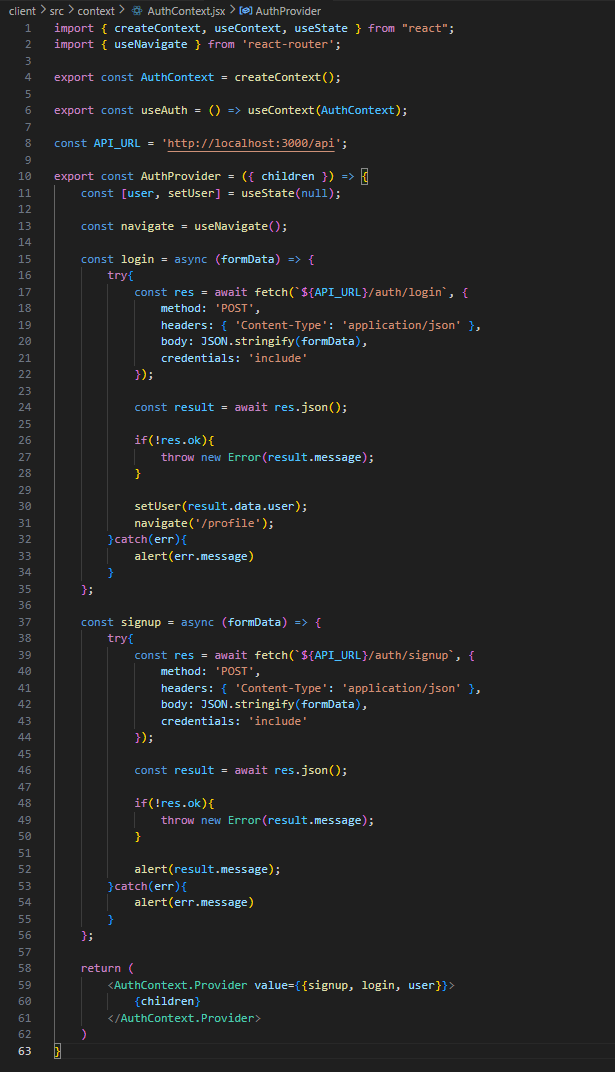 client > src > context > AuthContext.jsx > AuthProvider
1 import { createContext, useContext, useState } from "react";
2 import { useNavigate } from 'react-router';
3
4 export const AuthContext = createContext();
5
6 export const useAuth = () => useContext(AuthContext);
7
8 const API_URL = 'http://localhost:3000/api';
9
10 export const AuthProvider = ({ children }) => {
11     const [user, setUser] = useState(null);
12
13     const navigate = useNavigate();
14
15     const login = async (formData) => {
16         try{
17             const res = await fetch(`${API_URL}/auth/login`, {
18                 method: 'POST',
19                 headers: { 'Content-Type': 'application/json' },
20                 body: JSON.stringify(formData),
21                 credentials: 'include'
22             });
23
24             const result = await res.json();
25
26             if(!res.ok){
27                 throw new Error(result.message);
28             }
29
30             setUser(result.data.user);
31             navigate('/profile');
32         }catch(err){
33             alert(err.message)
34         }
35     };
36
37     const signup = async (formData) => {
38         try{
39             const res = await fetch(`${API_URL}/auth/signup`, {
40                 method: 'POST',
41                 headers: { 'Content-Type': 'application/json' },
42                 body: JSON.stringify(formData),
43                 credentials: 'include'
44             });
45
46             const result = await res.json();
47
48             if(!res.ok){
49                 throw new Error(result.message);
50             }
51
52             alert(result.message);
53         }catch(err){
54             alert(err.message)
55         }
56     };
57
58     return (
59         <AuthContext.Provider value={{signup, login, user}}>
60             {children}
61         </AuthContext.Provider>
62     )
63 }